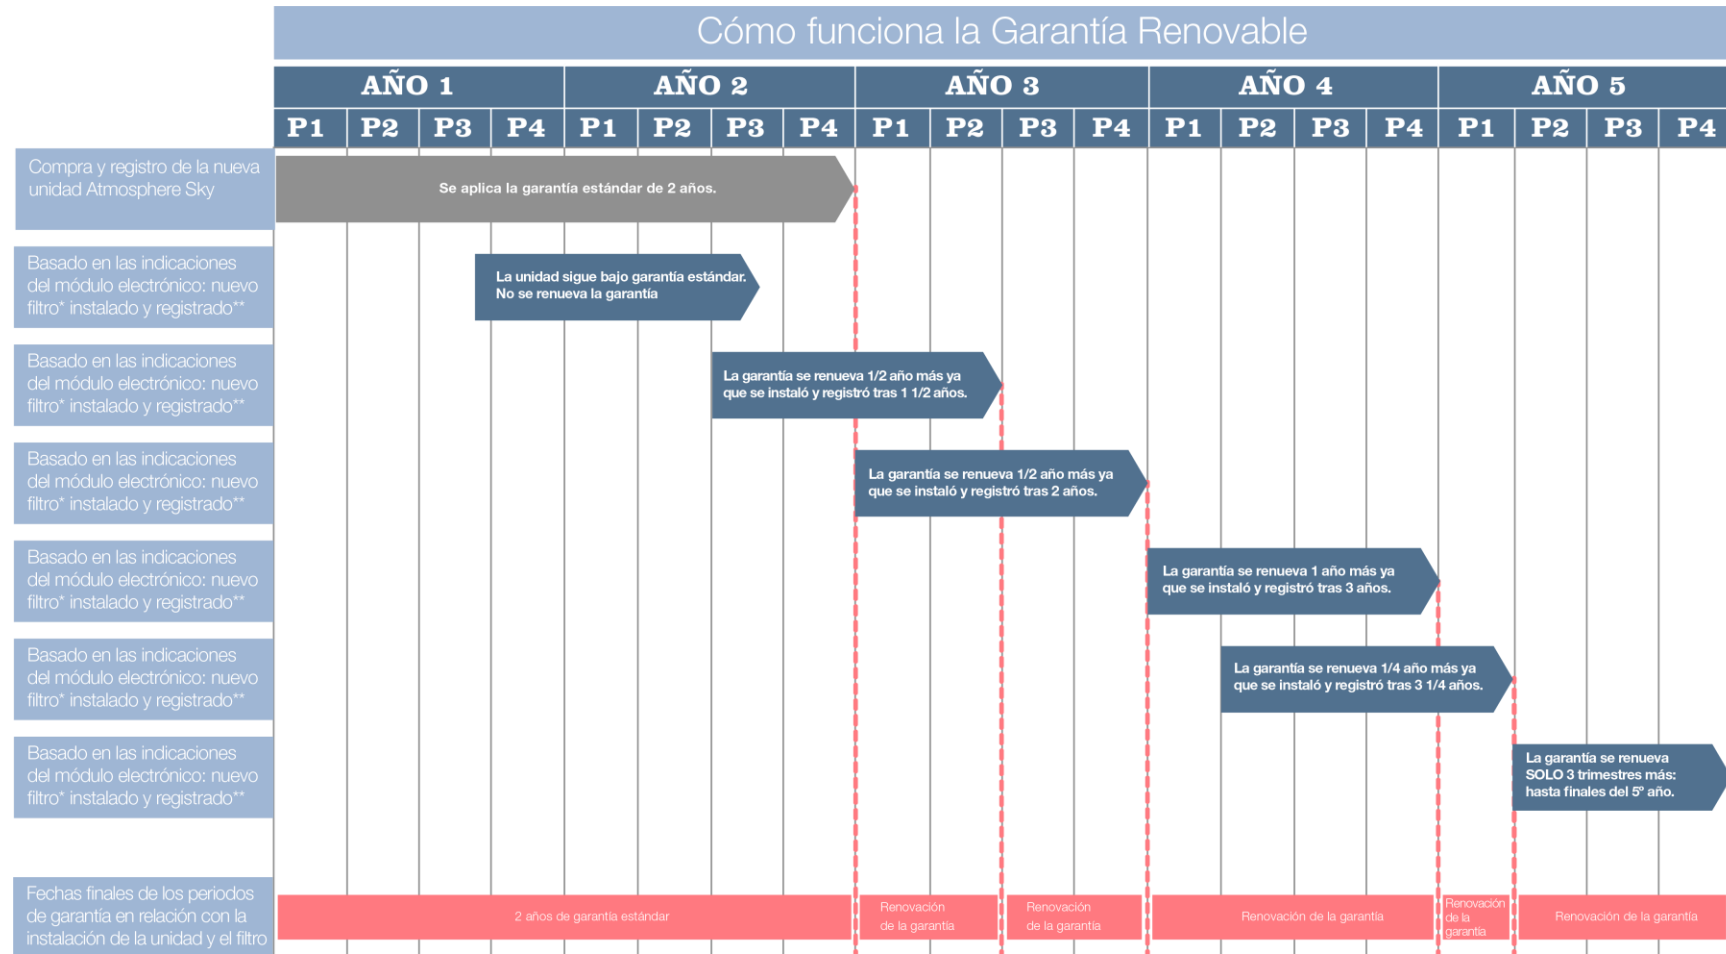 Cómo funciona la Garantía Renovable
AÑO 1 AÑO 2 AÑO 3 AÑO 4 AÑO 5
P1 P2 P3 P4 P1 P2 P3 P4 P1 P2 P3 P4 P1 P2 P3 P4 P1 P2 P3 P4
Compra y registro de la nueva
unidad Atmosphere Sky
Se aplica la garantía estándar de 2 años.
Basado en las indicaciones
del módulo electrónico: nuevo
filtro* instalado y registrado**
La unidad sigue bajo garantía estándar.
No se renueva la garantía
Basado en las indicaciones
del módulo electrónico: nuevo
filtro* instalado y registrado**
La garantía se renueva 1/2 año más ya
que se instaló y registró tras 1 1/2 años.
Basado en las indicaciones
del módulo electrónico: nuevo
filtro* instalado y registrado**
La garantía se renueva 1/2 año más ya
que se instaló y registró tras 2 años.
Basado en las indicaciones
del módulo electrónico: nuevo
filtro* instalado y registrado**
La garantía se renueva 1 año más ya
que se instaló y registró tras 3 años.
Basado en las indicaciones
del módulo electrónico: nuevo
filtro* instalado y registrado**
La garantía se renueva 1/4 año más ya
que se instaló y registró tras 3 1/4 años.
Basado en las indicaciones
del módulo electrónico: nuevo
filtro* instalado y registrado**
La garantía se renueva
SOLO 3 trimestres más:
hasta finales del 5º año.
Fechas finales de los periodos
de garantía en relación con la
instalación de la unidad y el filtro
2 años de garantía estándar
Renovación
de la garantía
Renovación
de la garantía
Renovación de la garantía
Renovación
de la
garantía
Renovación de la garantía